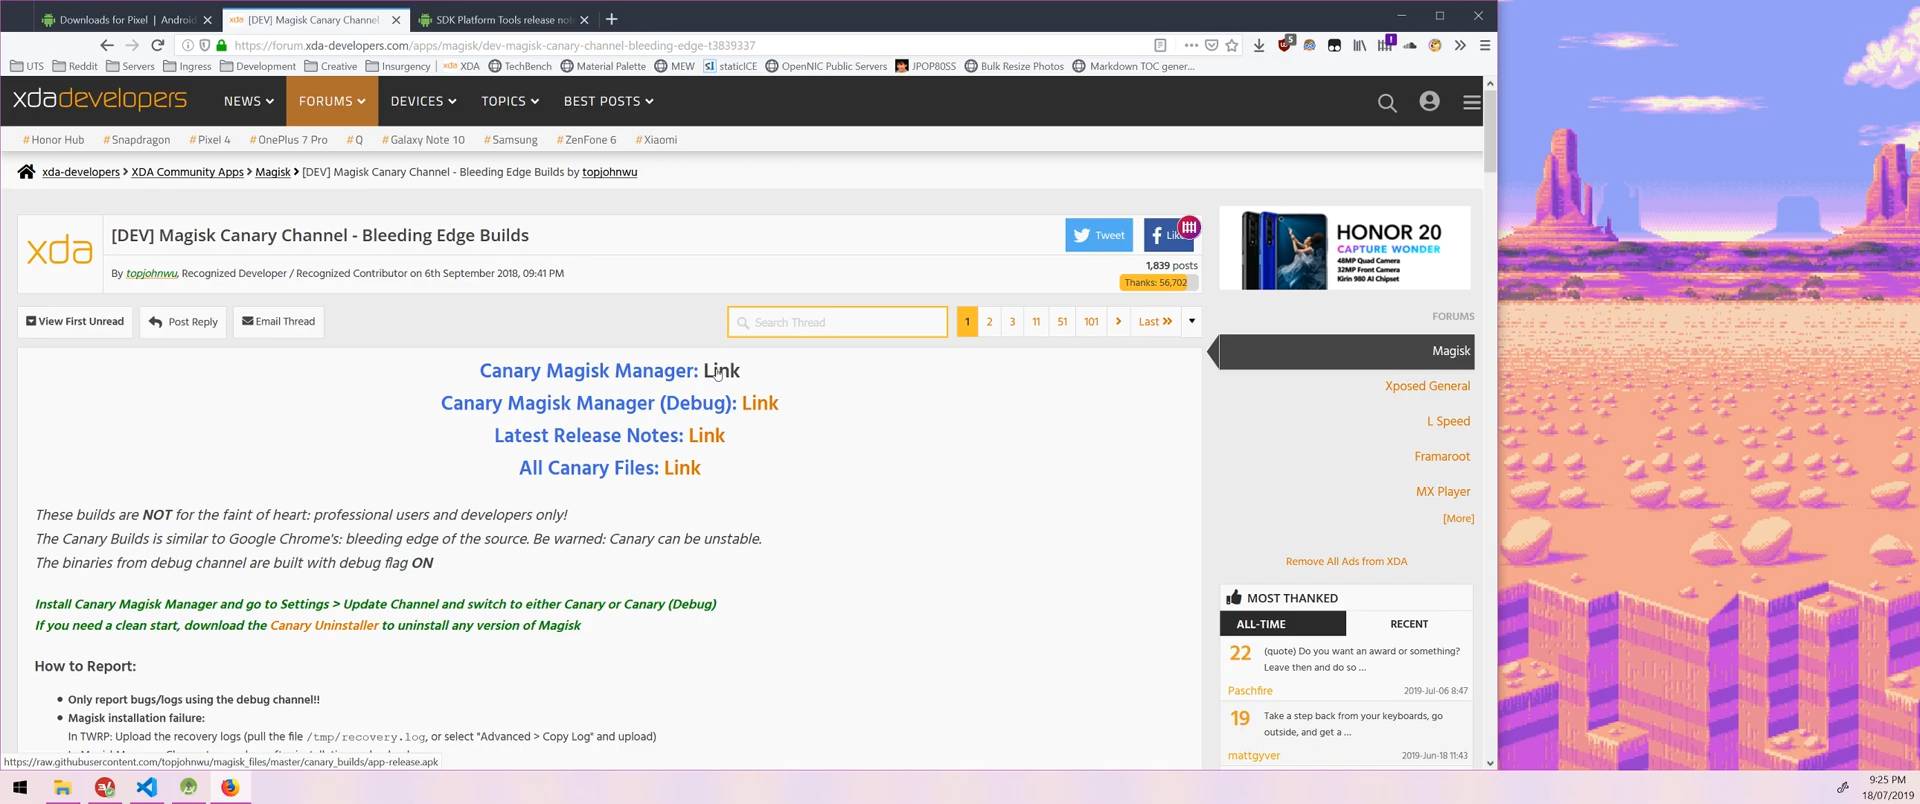 Downloads for Pixel | Android
xda [DEV] Magisk Canary Channel -
SDK Platform Tools release not
https://forum.xda-developers.com/apps/magisk/dev-magisk-canary-channel-bleeding-edge-t3839337
5
UTS Reddit Servers Ingress Development Creative Insurgency xda XDA TechBench Material Palette MEW SI staticICE OpenNIC Public Servers JPOP80SS Bulk Resize Photos Markdown TOC gener...
xdadevelopers NEWS FORUMS DEVICES TOPICS BEST POSTS
#Honor Hub #Snapdragon #Pixel 4 #OnePlus 7 Pro #Q #Galaxy Note 10 #Samsung #ZenFone 6 #Xiaomi
xda-developers > XDA Community Apps > Magisk > [DEV] Magisk Canary Channel - Bleeding Edge Builds by topjohnwu
xda
[DEV] Magisk Canary Channel - Bleeding Edge Builds
By topjohnwu, Recognized Developer / Recognized Contributor on 6th September 2018, 09:41 PM
Tweet
1,839 posts
Thanks: 56,702
View First Unread Post Reply Email Thread Search Thread 1 2 3 11 51 101 > Last
Canary Magisk Manager: Link
Canary Magisk Manager (Debug): Link
Latest Release Notes: Link
All Canary Files: Link
These builds are NOT for the faint of heart: professional users and developers only!
The Canary Builds is similar to Google Chrome's: bleeding edge of the source. Be warned: Canary can be unstable.
The binaries from debug channel are built with debug flag ON
Install Canary Magisk Manager and go to Settings > Update Channel and switch to either Canary or Canary (Debug)
If you need a clean start, download the Canary Uninstaller to uninstall any version of Magisk
How to Report:
• Only report bugs/logs using the debug channel!!
• Magisk installation failure:
In TWRP: Upload the recovery logs (pull the file /tmp/recovery.log, or select "Advanced > Copy Log" and upload)
https://raw.githubusercontent.com/topjohnwu/magisk_files/master/canary_builds/app-release.apk
HONOR 20
CAPTURE WONDER
48MP Quad Camera
32MP Front Camera
Kirin 980 AI Chipset
FORUMS
Magisk
Xposed General
L Speed
Framaroot
MX Player
[More]
Remove All Ads from XDA
MOST THANKED
ALL-TIME RECENT
22 (quote) Do you want an award or something?
Leave then and do so ...
Paschfire 2019-Jul-06 8:47
19 Take a step back from your keyboards, go
outside, and get a ...
mattgyver 2019-Jun-18 11:43
9:25 PM
18/07/2019